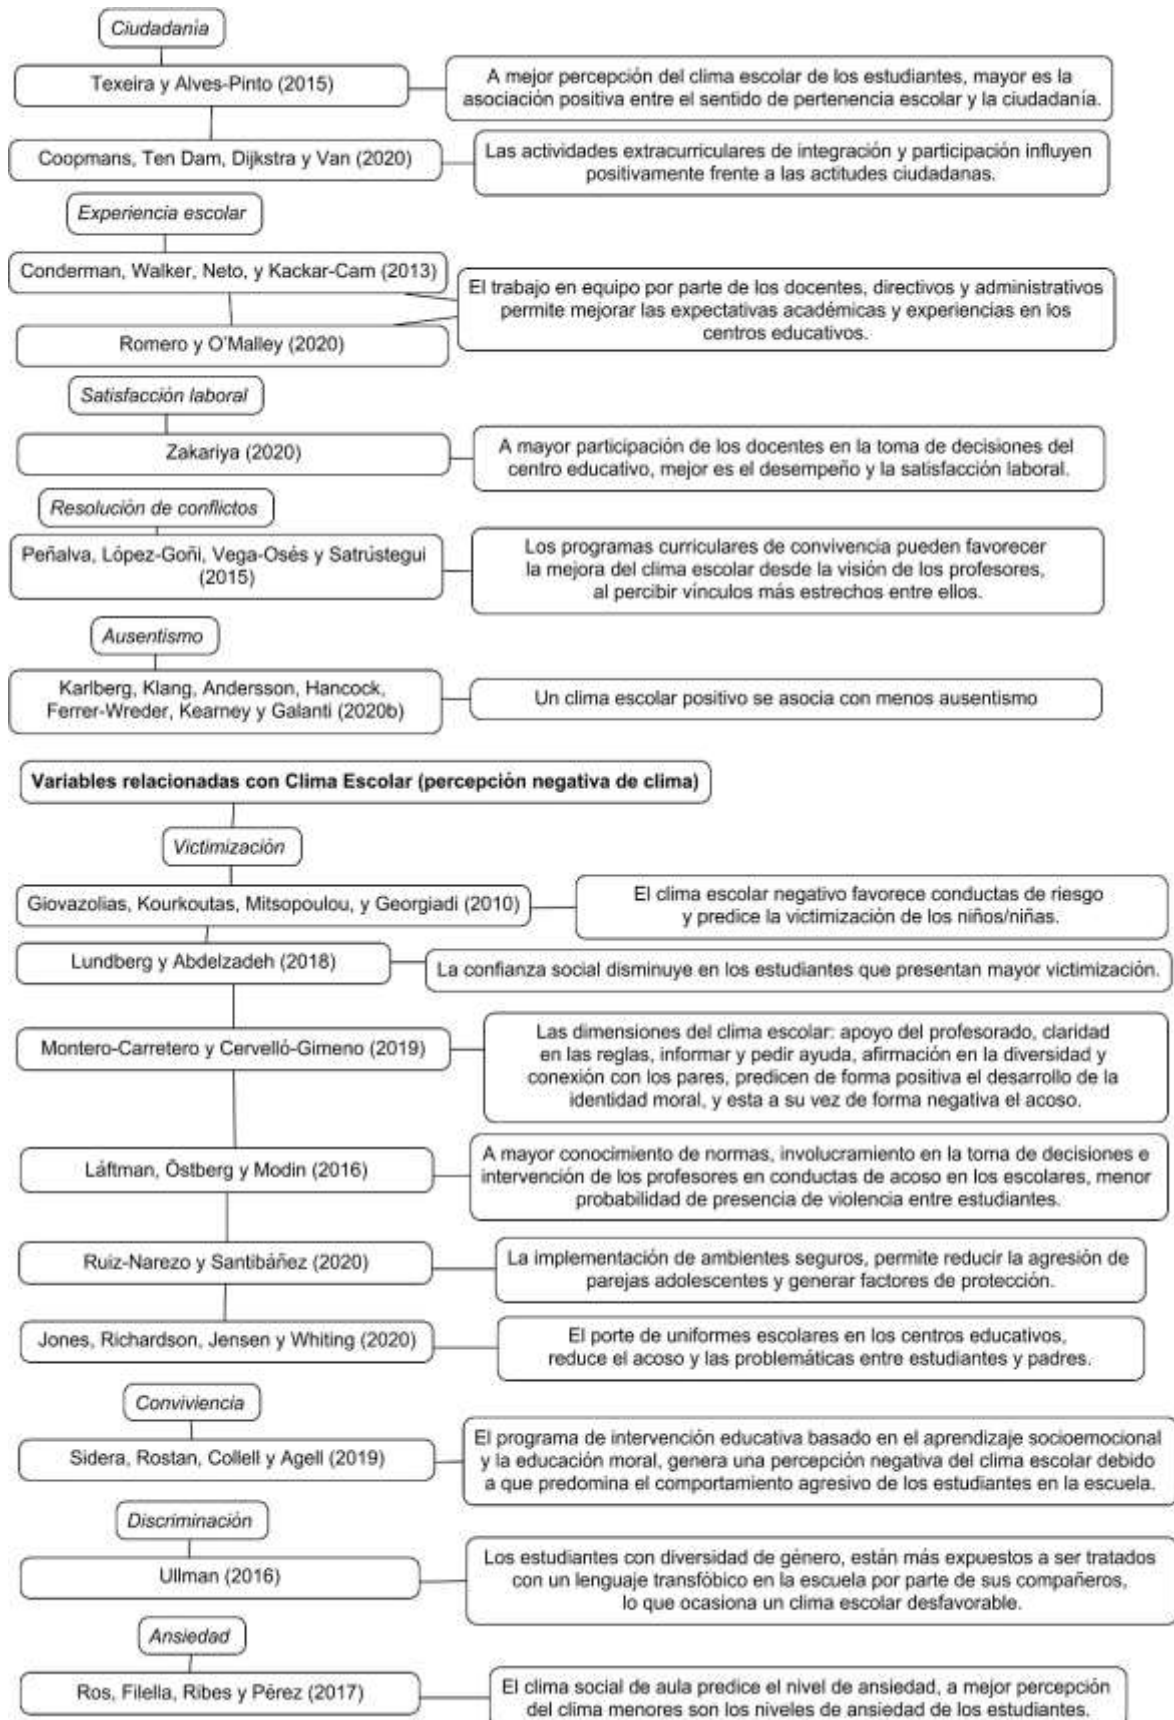 Ciudadanía
Texeira y Alves-Pinto (2015)
A mejor percepción del clima escolar de los estudiantes, mayor es la
asociación positiva entre el sentido de pertenencia escolar y la ciudadanía.
Coopmans, Ten Dam, Dijkstra y Van (2020)
Las actividades extracurriculares de integración y participación influyen
positivamente frente a las actitudes ciudadanas.
Experiencia escolar
Conderman, Walker, Neto, y Kackar-Cam (2013)
El trabajo en equipo por parte de los docentes, directivos y administrativos
permite mejorar las expectativas académicas y experiencias en los
centros educativos.
Romero y O'Malley (2020)
Satisfacción laboral
Zakariya (2020)
A mayor participación de los docentes en la toma de decisiones del
centro educativo, mejor es el desempeño y la satisfacción laboral.
Resolución de conflictos
Peñalva, López-Goñi, Vega-Osés y Satrústegui
(2015)
Los programas curriculares de convivencia pueden favorecer
la mejora del clima escolar desde la visión de los profesores,
al percibir vínculos más estrechos entre ellos.
Ausentismo
Karlberg, Klang, Andersson, Hancock,
Ferrer-Wreder, Kearney y Galanti (2020b)
Un clima escolar positivo se asocia con menos ausentismo
Variables relacionadas con Clima Escolar (percepción negativa de clima)
Victimización
Giovazolias, Kourkoutas, Mitsopoulou, y Georgiadi (2010)
El clima escolar negativo favorece conductas de riesgo
y predice la victimización de los niños/niñas.
Lundberg y Abdelzadeh (2018)
La confianza social disminuye en los estudiantes que presentan mayor victimización.
Montero-Carretero y Cervelló-Gimeno (2019)
Las dimensiones del clima escolar: apoyo del profesorado, claridad
en las reglas, informar y pedir ayuda, afirmación en la diversidad y
conexión con los pares, predicen de forma positiva el desarrollo de la
identidad moral, y esta a su vez de forma negativa el acoso.
Láftman, Östberg y Modin (2016)
A mayor conocimiento de normas, involucramiento en la toma de decisiones e
intervención de los profesores en conductas de acoso en los escolares, menor
probabilidad de presencia de violencia entre estudiantes.
Ruiz-Narezo y Santibáñez (2020)
La implementación de ambientes seguros, permite reducir la agresión de
parejas adolescentes y generar factores de protección.
Jones, Richardson, Jensen y Whiting (2020)
El porte de uniformes escolares en los centros educativos,
reduce el acoso y las problemáticas entre estudiantes y padres.
Conviviencia
Sidera, Rostan, Collell y Agell (2019)
El programa de intervención educativa basado en el aprendizaje socioemocional
y la educación moral, genera una percepción negativa del clima escolar debido
a que predomina el comportamiento agresivo de los estudiantes en la escuela.
Discriminación
Ullman (2016)
Los estudiantes con diversidad de género, están más expuestos a ser tratados
con un lenguaje transfóbico en la escuela por parte de sus compañeros,
lo que ocasiona un clima escolar desfavorable.
Ansiedad
Ros, Filella, Ribes y Pérez (2017)
El clima social de aula predice el nivel de ansiedad, a mejor percepción
del clima menores son los niveles de ansiedad de los estudiantes.